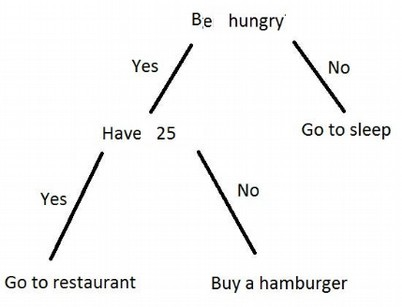 Be hungry
Yes
No
Have 25
Go to sleep
Yes
No
Go to restaurant
Buy a hamburger